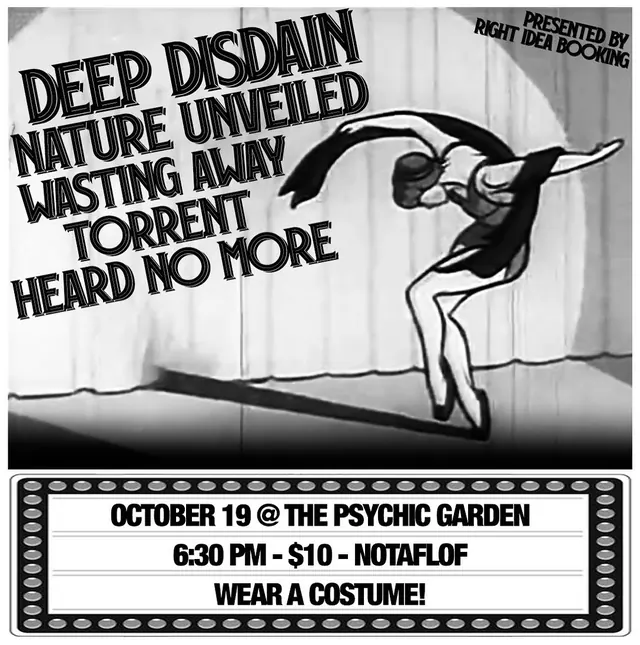 PRESENTED BY
RIGHT IDEA BOOKING
DEEP DISDAIN
NATURE UNVEILED
WASTING AWAY
TORRENT
HEARD NO MORE
OCTOBER 19 @ THE PSYCHIC GARDEN
6:30 PM - $10 - NOTAFLOF
WEAR A COSTUME!